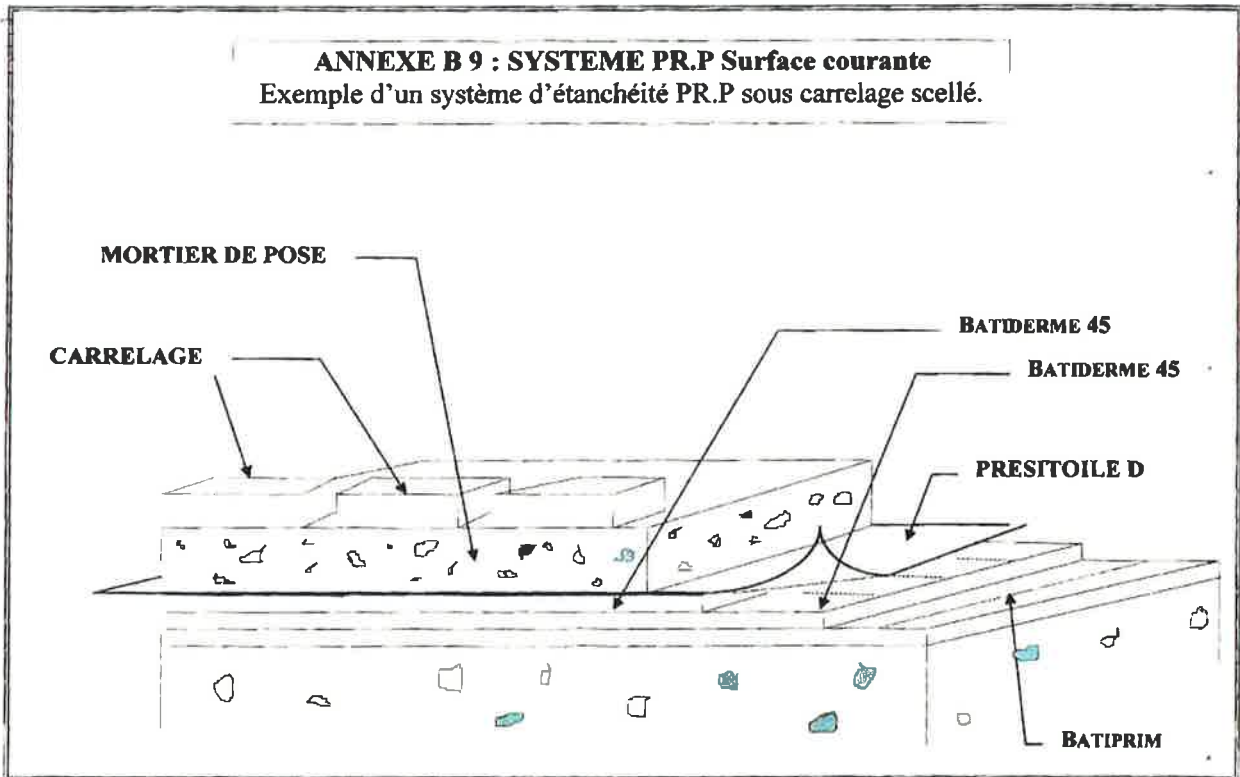 ANNEXE B 9 : SYSTEME PR.P Surface courante
Exemple d'un système d'étanchéité PR.P sous carrelage scellé.
MORTIER DE POSE
BATIDERME 45
CARRELAGE
BATIDERME 45
PRESITOILE D
BATIPRIM